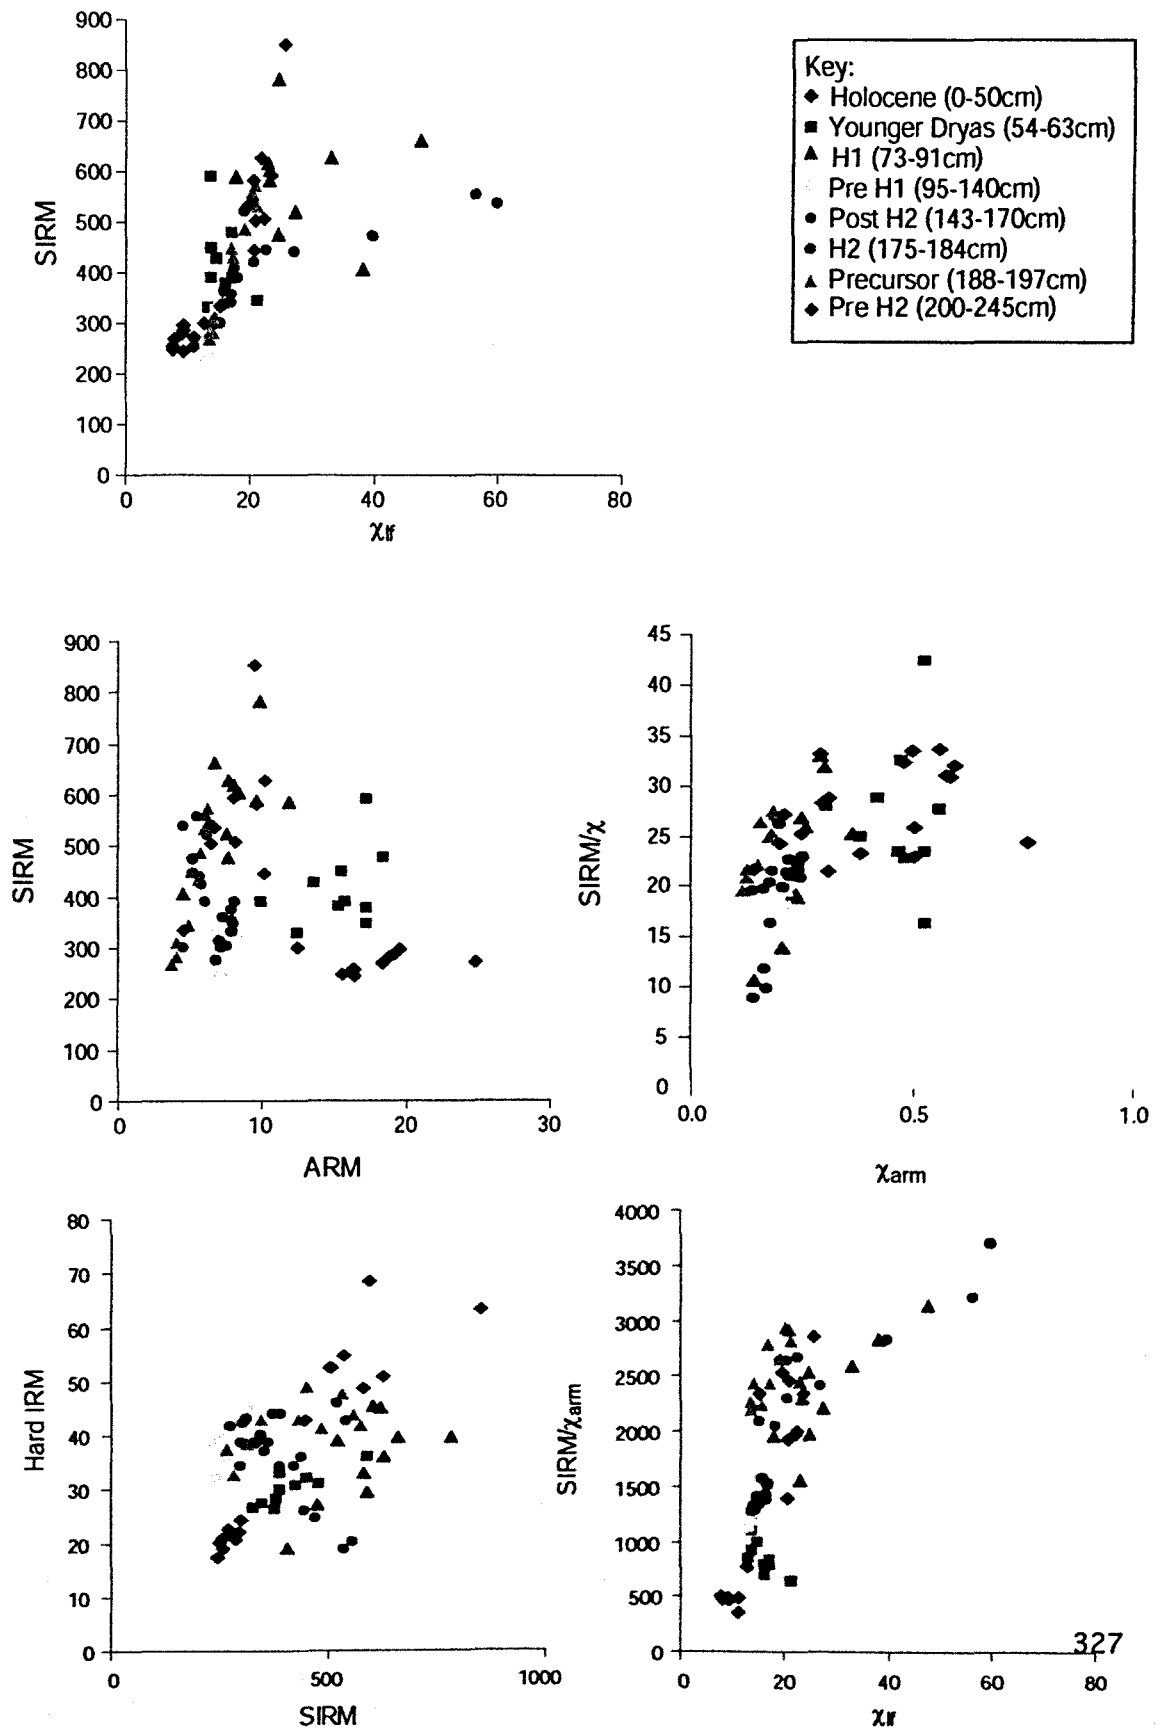 900
800
700
600
500
400
300
200
100
0
SIRM
0 20 40 60 80
χlf
Key:
Holocene (0-50cm)
Younger Dryas (54-63cm)
H1 (73-91cm)
Pre H1 (95-140cm)
Post H2 (143-170cm)
H2 (175-184cm)
Precursor (188-197cm)
Pre H2 (200-245cm)
900
800
700
600
500
400
300
200
100
0
SIRM
0 10 20 30
ARM
45
40
35
30
25
20
15
10
5
0
SIRM/χ
0.0 0.5 1.0
χarm
80
70
60
50
40
30
20
10
0
Hard IRM
0 500 1000
SIRM
4000
3500
3000
2500
2000
1500
1000
500
0
SIRM/χarm
0 20 40 60 80
χlf
327